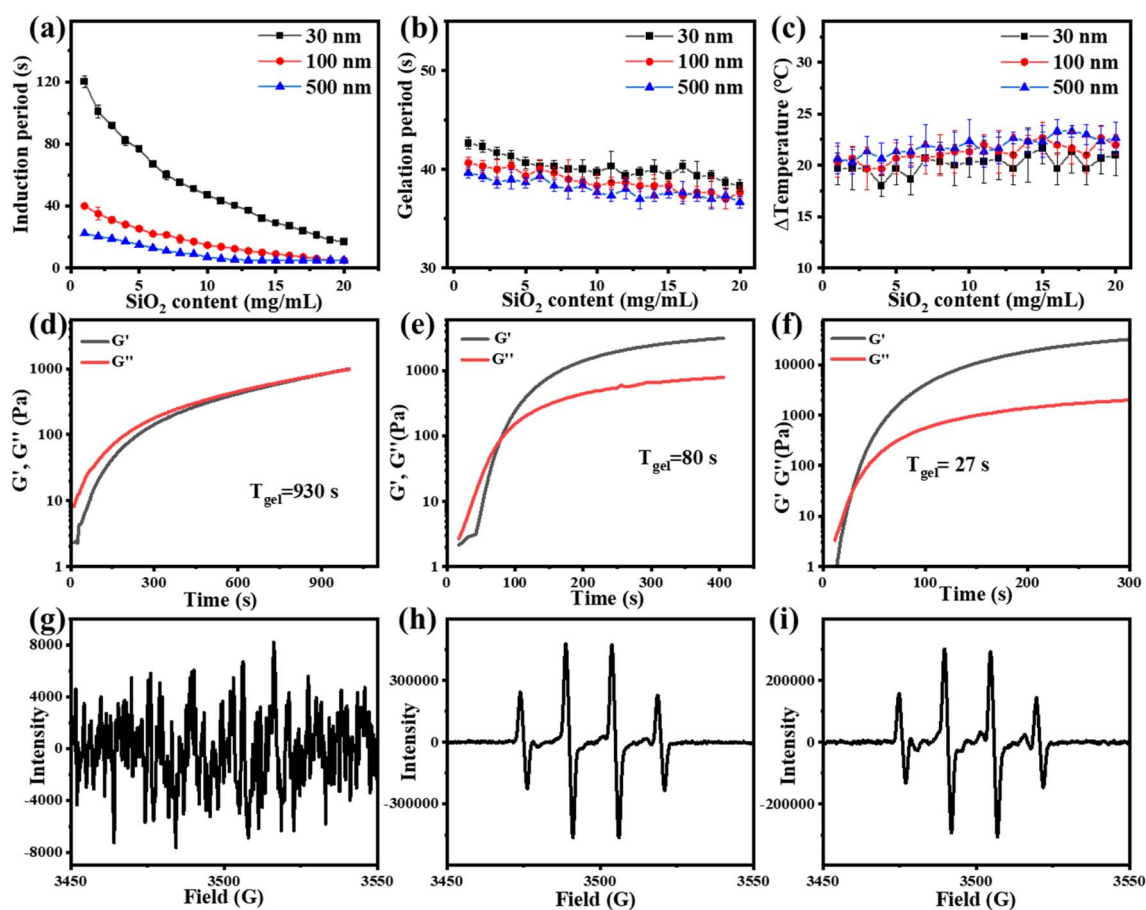 (a)
30 nm
100 nm
500 nm
Induction period (s)
120
80
40
0
0 5 10 15 20
SiO2 content (mg/mL)
(b)
30 nm
100 nm
500 nm
Gelation period (s)
50
40
30
0 5 10 15 20
SiO2 content (mg/mL)
(c)
30 nm
100 nm
500 nm
ΔTemperature (°C)
30
25
20
15
10
0 5 10 15 20
SiO2 content (mg/mL)
(d)
G'
G''
G', G'' (Pa)
1000
100
10
1
Tgel=930 s
0 300 600 900
Time (s)
(e)
G'
G''
G', G''(Pa)
1000
100
10
1
Tgel=80 s
0 100 200 300 400
Time (s)
(f)
G'
G''
G' G''(Pa)
10000
1000
100
10
1
Tgel= 27 s
0 100 200 300
Time (s)
(g)
Intensity
8000
4000
0
-4000
-8000
3450 3500 3550
Field (G)
(h)
Intensity
300000
0
-300000
3450 3500 3550
Field (G)
(i)
Intensity
200000
0
-200000
3450 3500 3550
Field (G)